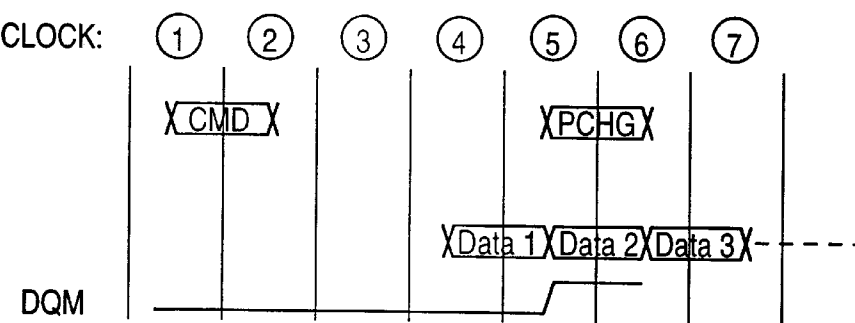 CLOCK: 1 2 3 4 5 6 7
CMD PCHG
Data 1 Data 2 Data 3
DQM